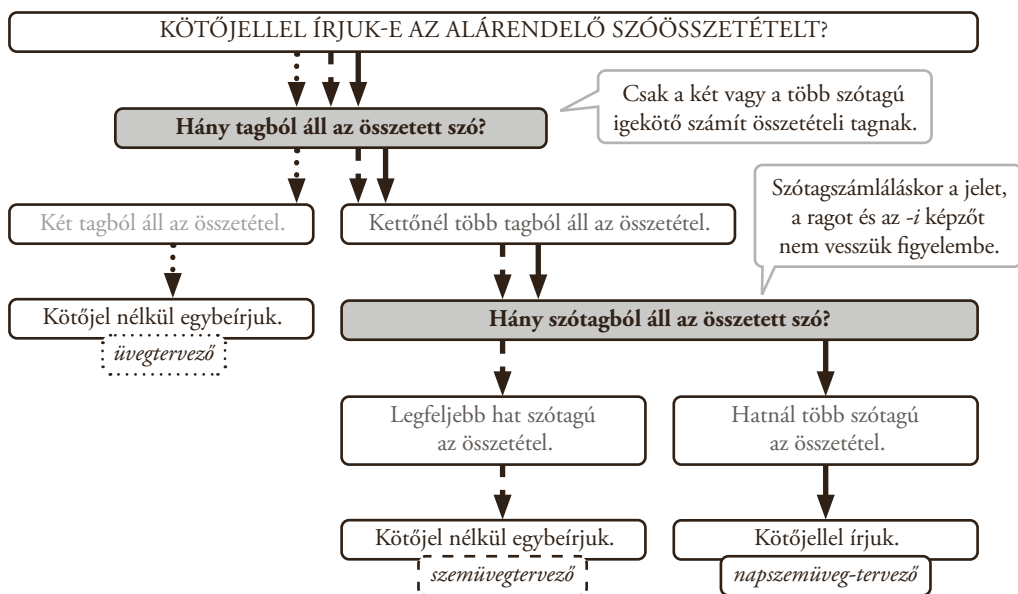 KÖTŐJELLEL ÍRJUK-E AZ ALÁRENDELŐ SZÓÖSSZETÉTELT?
Csak a két vagy a több szótagú
igekötő számít összetételi tagnak.
Hány tagból áll az összetett szó?
Szótagszámláláskor a jelet,
a ragot és az -i képzőt
nem vesszük figyelembe.
Két tagból áll az összetétel.
Kettőnél több tagból áll az összetétel.
Kötőjel nélkül egybeírjuk.
üvegtervező
Hány szótagból áll az összetett szó?
Legfeljebb hat szótagú
az összetétel.
Hatnál több szótagú
az összetétel.
Kötőjel nélkül egybeírjuk.
szemüvegtervező
Kötőjellel írjuk.
napszemüveg-tervező